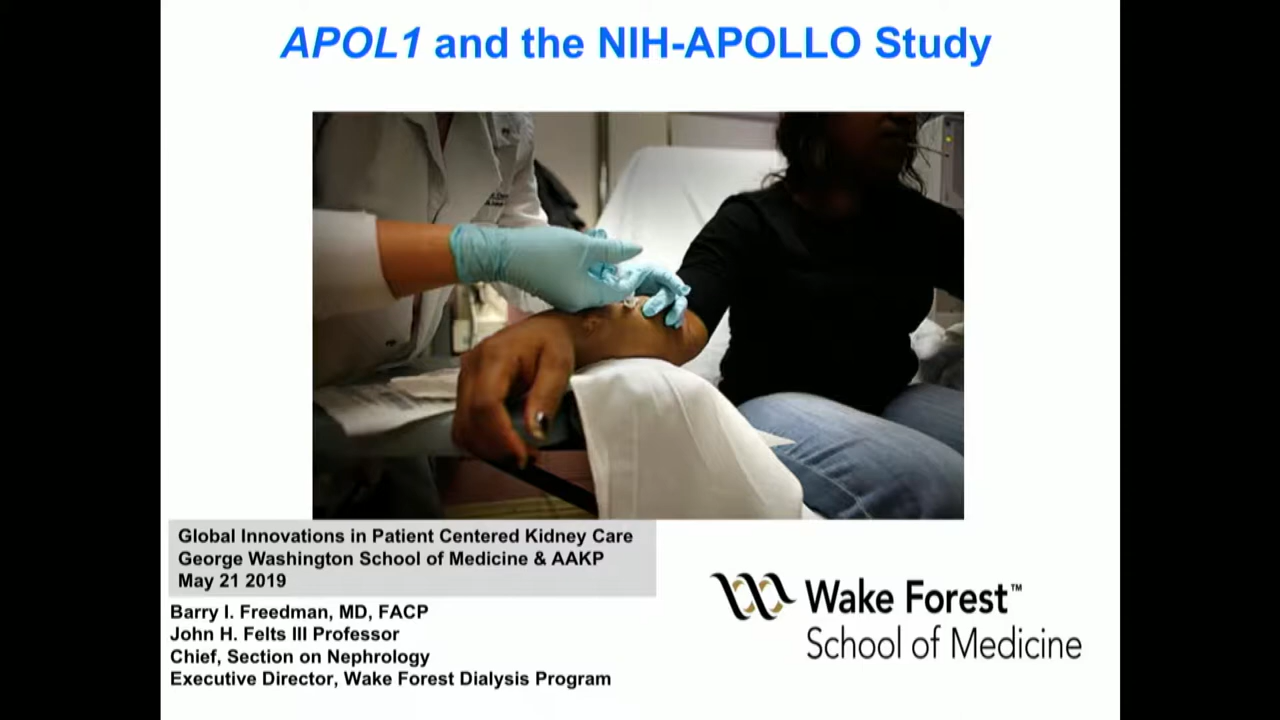 APOL1 and the NIH-APOLLO Study
Global Innovations in Patient Centered Kidney Care
George Washington School of Medicine & AAKP
May 21 2019
Barry I. Freedman, MD, FACP
John H. Felts III Professor
Chief, Section on Nephrology
Executive Director, Wake Forest Dialysis Program
Wake Forest™
School of Medicine